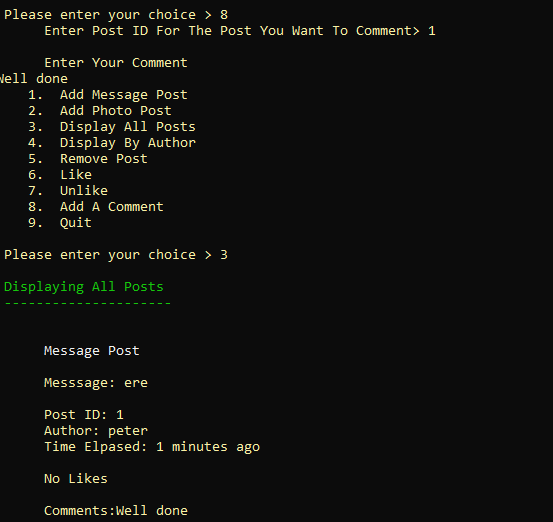 Please enter your choice > 8
Enter Post ID For The Post You Want To Comment> 1
Enter Your Comment
Well done
1. Add Message Post
2. Add Photo Post
3. Display All Posts
4. Display By Author
5. Remove Post
6. Like
7. Unlike
8. Add A Comment
9. Quit
Please enter your choice > 3
Displaying All Posts
---------------------
Message Post
Messsage: ere
Post ID: 1
Author: peter
Time Elpased: 1 minutes ago
No Likes
Comments:Well done